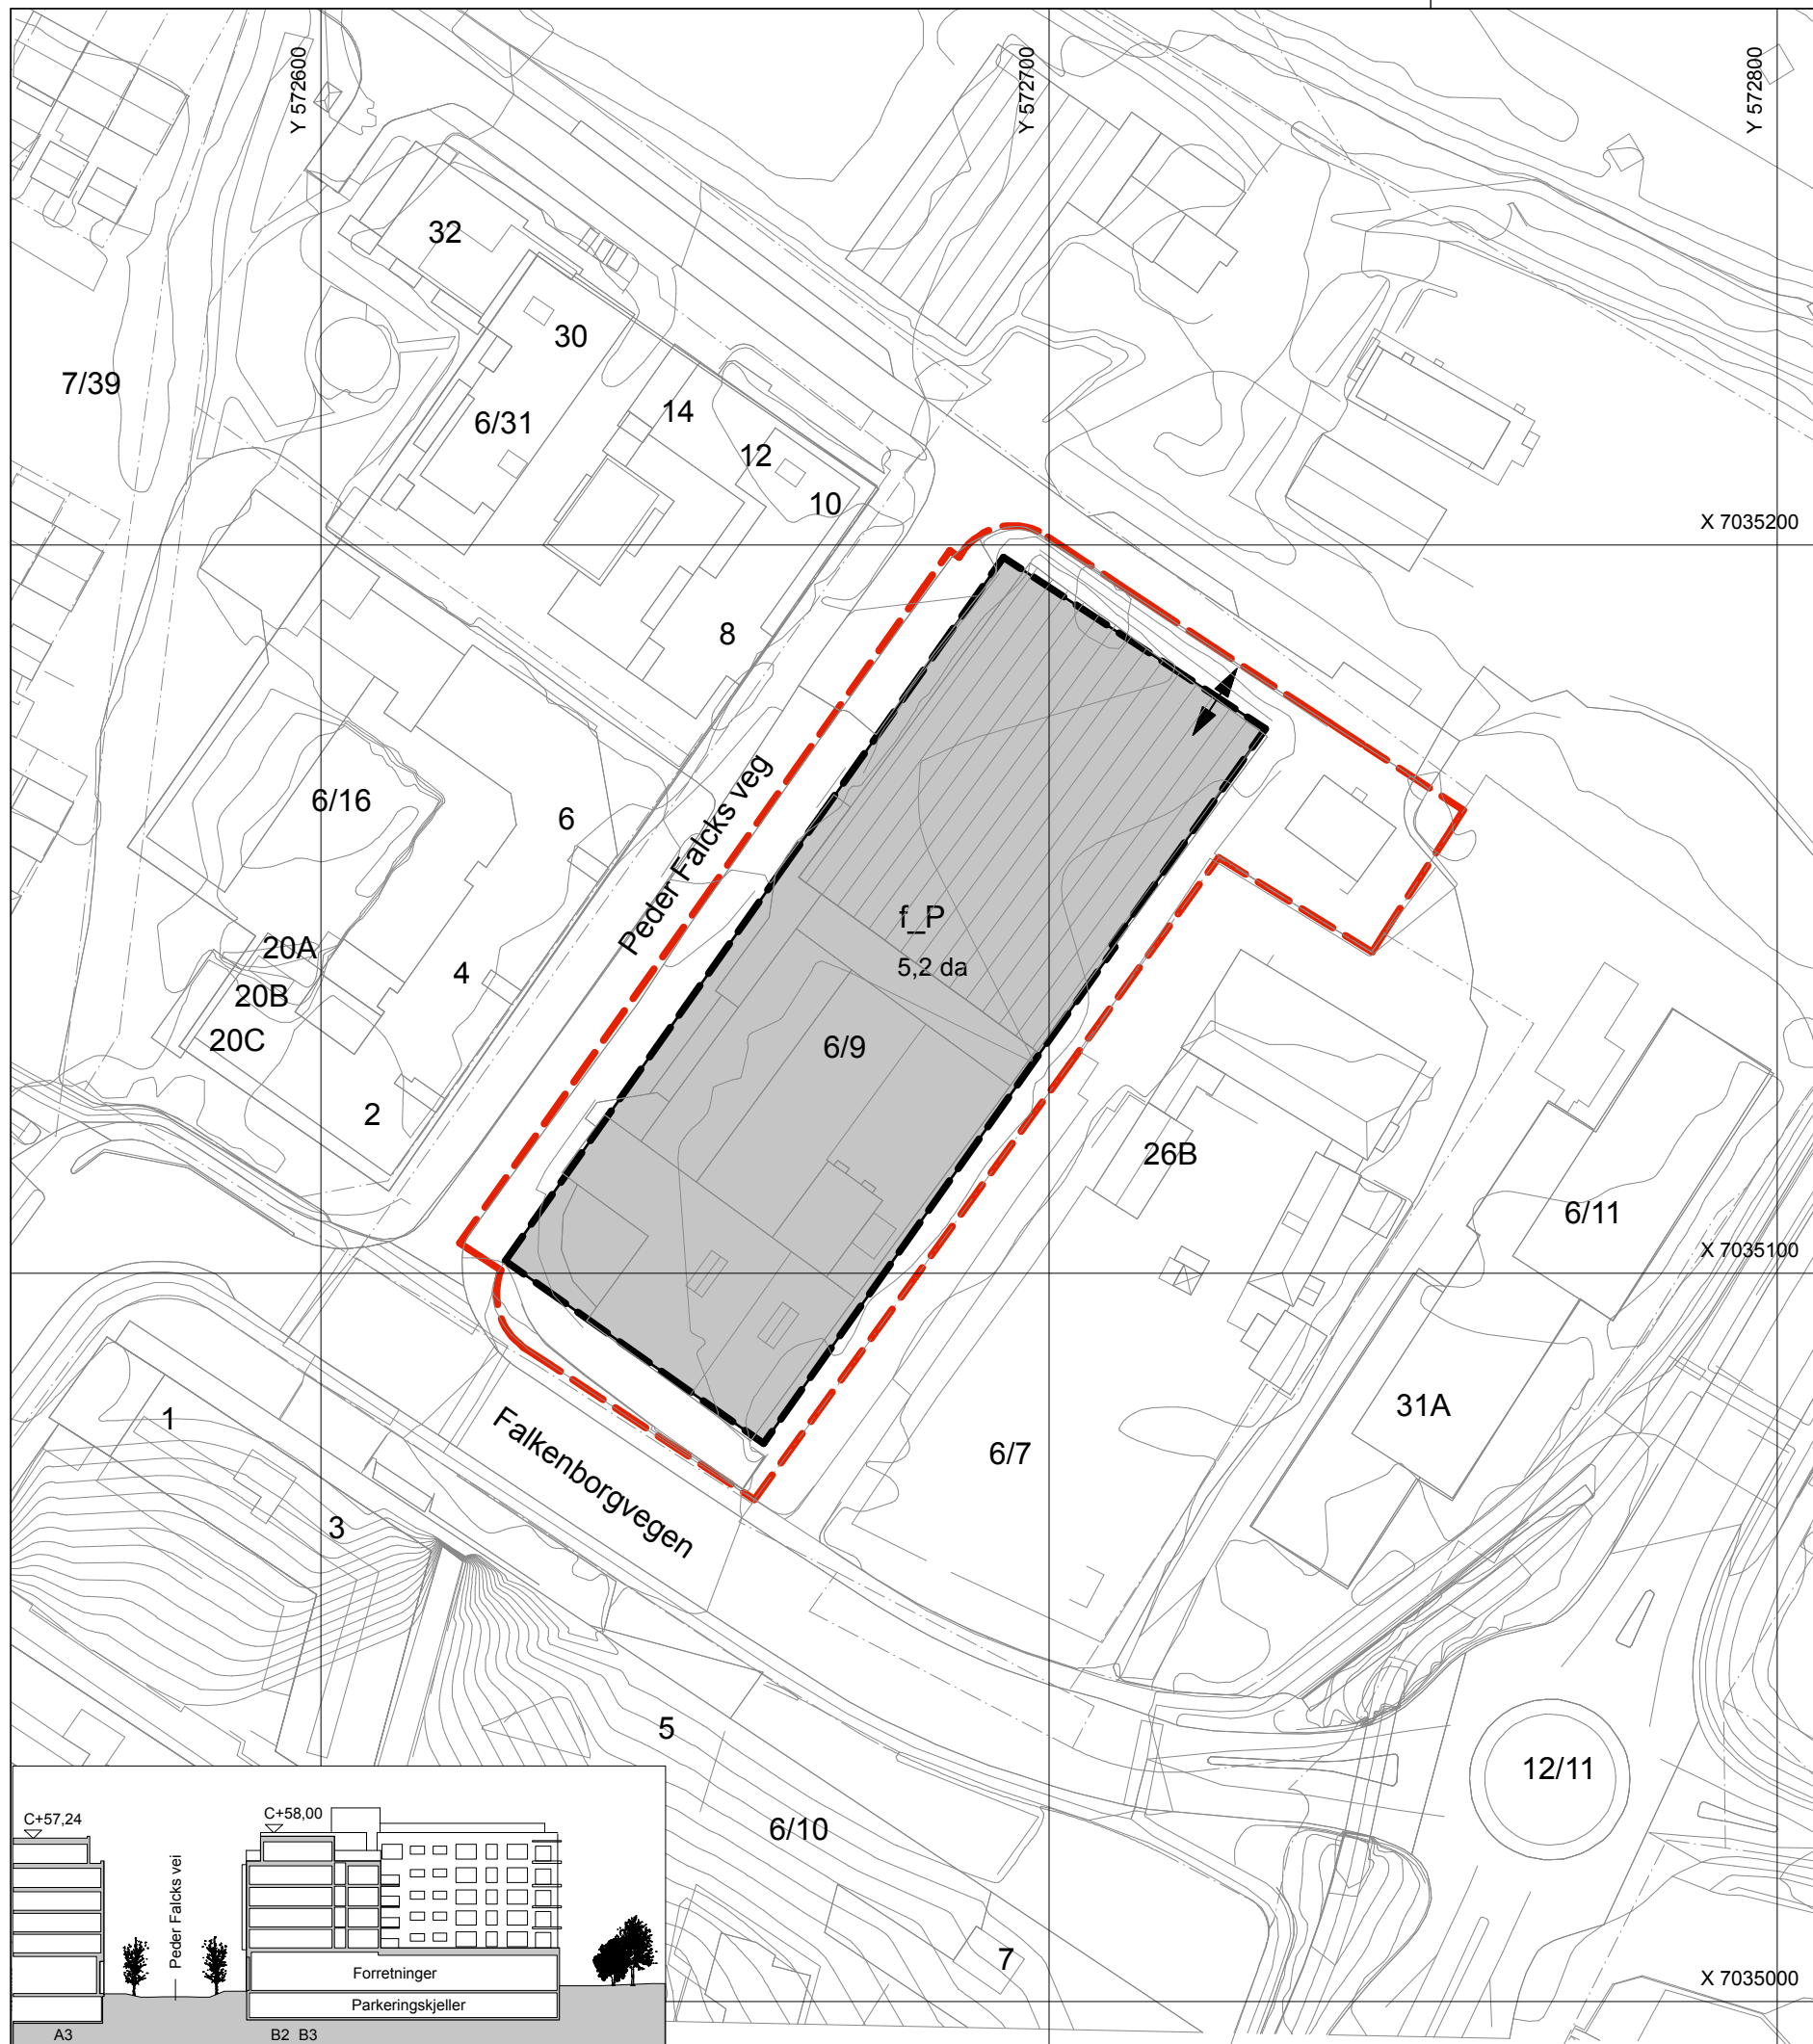 Y 572600
Y 572700
Y 572800
32
30
7/39
14
6/31
12
10
X 7035200
8
6/16
6
Peder Falcks veg
f_P
5,2 da
20A
4
20B
20C
6/9
2
26B
6/11
X 7035100
1
31A
Falkenborgvegen
6/7
3
5
12/11
6/10
7
X 7035000
C+57,24
C+58,00
Peder Falcks vei
Forretninger
Parkeringskjeller
A3
B2 B3